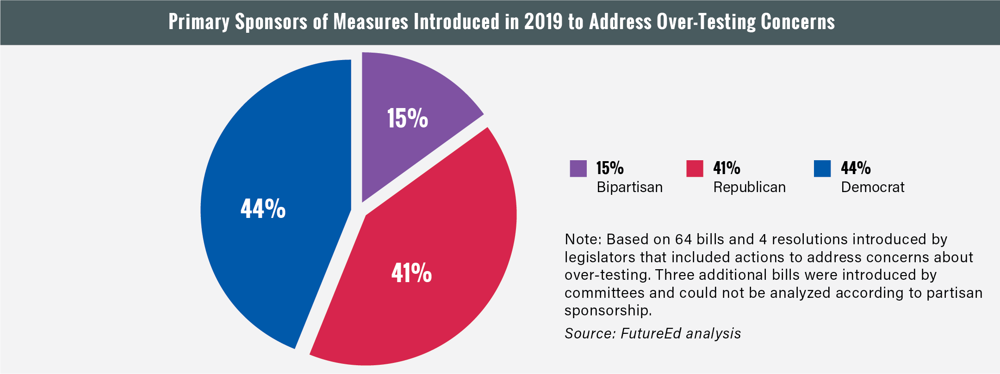 Primary Sponsors of Measures Introduced in 2019 to Address Over-Testing Concerns
15%
44%
41%
15%
Bipartisan
41%
Republican
44%
Democrat
Note: Based on 64 bills and 4 resolutions introduced by
legislators that included actions to address concerns about
over-testing. Three additional bills were introduced by
committees and could not be analyzed according to partisan
sponsorship.
Source: FutureEd analysis